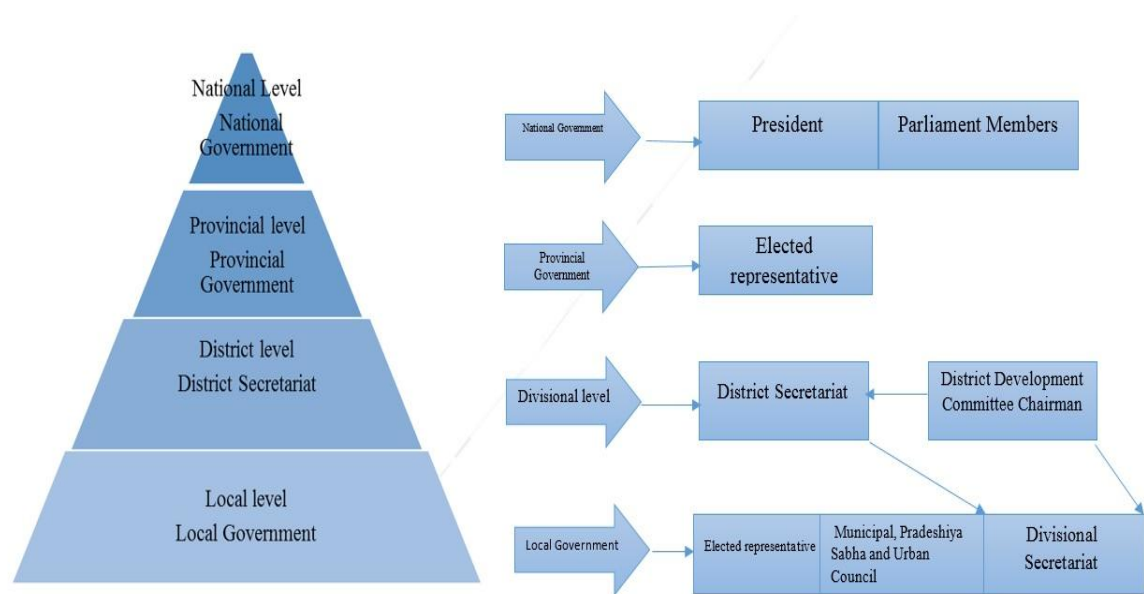 National Level
National
Government
Provincial level
Provincial
Government
District level
District Secretariat
Local level
Local Government
National Government
President
Parliament Members
Provincial
Government
Elected
representative
Divisional level
District Secretariat
District Development
Committee Chairman
Local Government
Elected representative
Municipal, Pradeshiya
Sabha and Urban
Council
Divisional
Secretariat